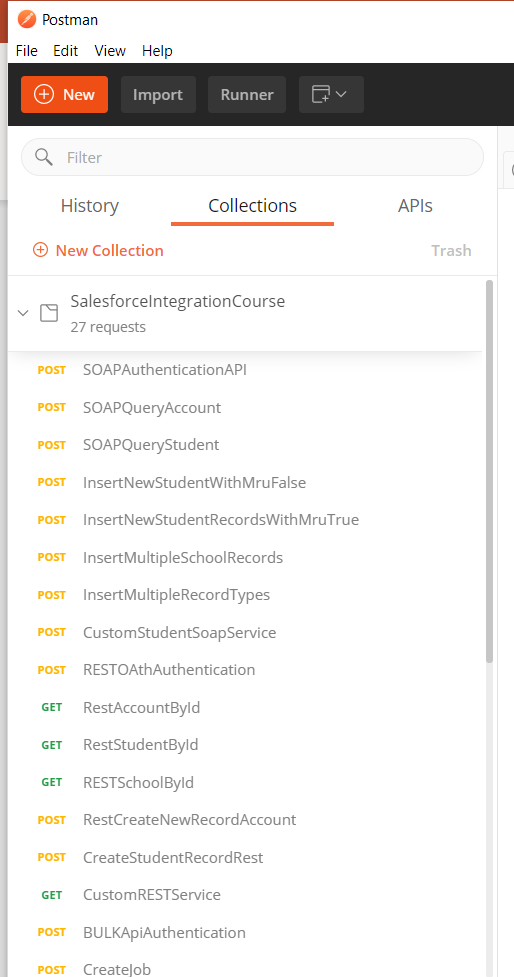 Postman
File Edit View Help
New Import Runner
Filter
History Collections APIs
New Collection Trash
SalesforceIntegrationCourse
27 requests
POST SOAPAuthenticationAPI
POST SOAPQueryAccount
POST SOAPQueryStudent
POST InsertNewStudentWithMruFalse
POST InsertNewStudentRecordsWithMruTrue
POST InsertMultipleSchoolRecords
POST InsertMultipleRecordTypes
POST CustomStudentSoapService
POST RESTOAthAuthentication
GET RestAccountById
GET RestStudentById
GET RESTSchoolById
POST RestCreateNewRecordAccount
POST CreateStudentRecordRest
GET CustomRESTService
POST BULKApiAuthentication
POST CreateJob